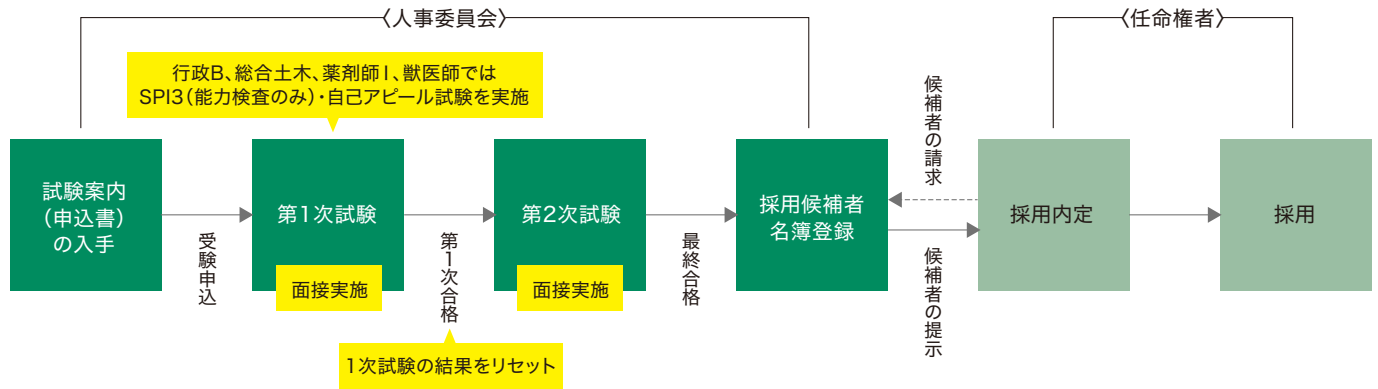 〈人事委員会〉
〈任命権者〉
行政B、総合土木、薬剤師Ⅰ、獣医師では
SPI3（能力検査のみ）・自己アピール試験を実施
試験案内
（申込書）
の入手
受験申込
第1次試験
面接実施
第1次合格
1次試験の結果をリセット
第2次試験
面接実施
最終合格
採用候補者
名簿登録
候補者の請求
候補者の提示
採用内定
採用